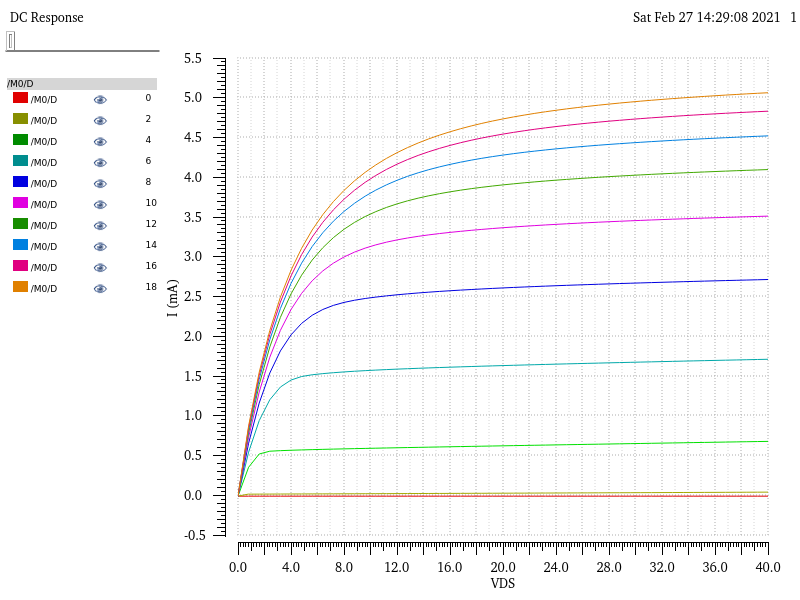 DC Response
Sat Feb 27 14:29:08 2021 1
/M0/D
/M0/D 0
/M0/D 2
/M0/D 4
/M0/D 6
/M0/D 8
/M0/D 10
/M0/D 12
/M0/D 14
/M0/D 16
/M0/D 18
I (mA)
5.5
5.0
4.5
4.0
3.5
3.0
2.5
2.0
1.5
1.0
0.5
0.0
-0.5
0.0 4.0 8.0 12.0 16.0 20.0 24.0 28.0 32.0 36.0 40.0
VDS